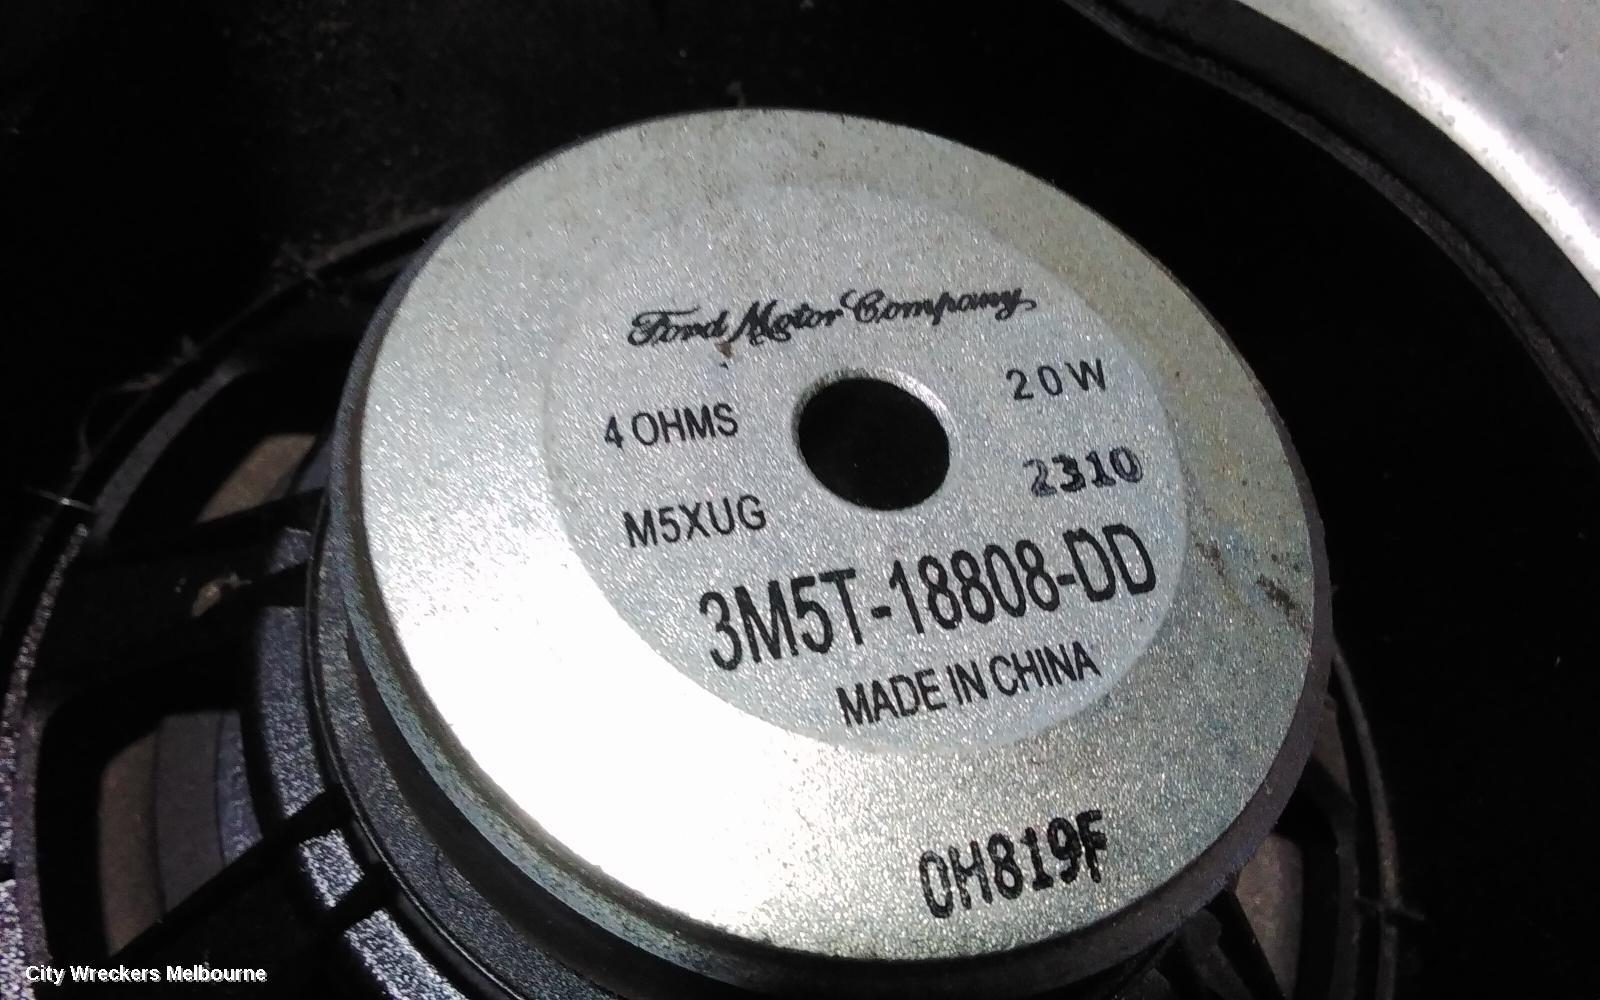 Ford Motor Company
4 OHMS 20W
M5XUG 2310
3M5T-18808-DD
MADE IN CHINA
0H819F
City Wreckers Melbourne